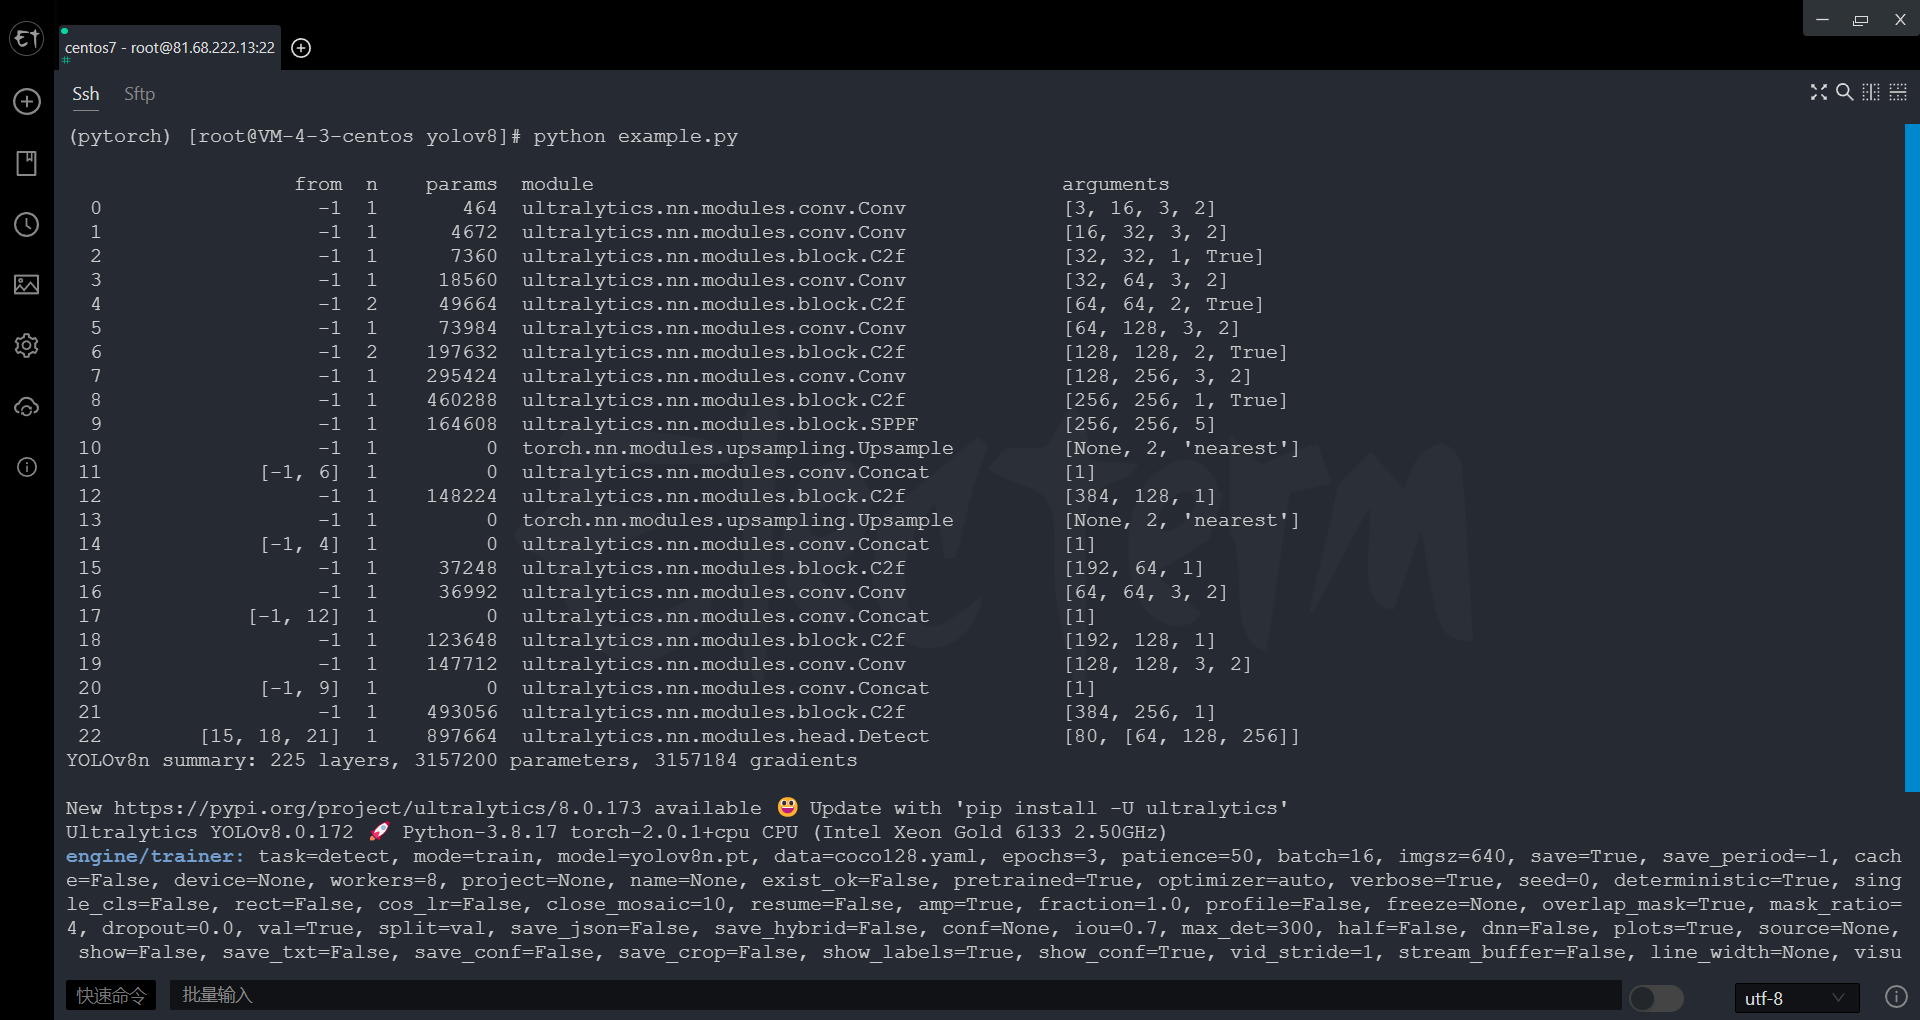 centos7 - root@81.68.222.13:22
#
Ssh Sftp
(pytorch) [root@VM-4-3-centos yolov8]# python example.py
from n params module arguments
0 -1 1 464 ultralytics.nn.modules.conv.Conv [3, 16, 3, 2]
1 -1 1 4672 ultralytics.nn.modules.conv.Conv [16, 32, 3, 2]
2 -1 1 7360 ultralytics.nn.modules.block.C2f [32, 32, 1, True]
3 -1 1 18560 ultralytics.nn.modules.conv.Conv [32, 64, 3, 2]
4 -1 2 49664 ultralytics.nn.modules.block.C2f [64, 64, 2, True]
5 -1 1 73984 ultralytics.nn.modules.conv.Conv [64, 128, 3, 2]
6 -1 2 197632 ultralytics.nn.modules.block.C2f [128, 128, 2, True]
7 -1 1 295424 ultralytics.nn.modules.conv.Conv [128, 256, 3, 2]
8 -1 1 460288 ultralytics.nn.modules.block.C2f [256, 256, 1, True]
9 -1 1 164608 ultralytics.nn.modules.block.SPPF [256, 256, 5]
10 -1 1 0 torch.nn.modules.upsampling.Upsample [None, 2, 'nearest']
11 [-1, 6] 1 0 ultralytics.nn.modules.conv.Concat [1]
12 -1 1 148224 ultralytics.nn.modules.block.C2f [384, 128, 1]
13 -1 1 0 torch.nn.modules.upsampling.Upsample [None, 2, 'nearest']
14 [-1, 4] 1 0 ultralytics.nn.modules.conv.Concat [1]
15 -1 1 37248 ultralytics.nn.modules.block.C2f [192, 64, 1]
16 -1 1 36992 ultralytics.nn.modules.conv.Conv [64, 64, 3, 2]
17 [-1, 12] 1 0 ultralytics.nn.modules.conv.Concat [1]
18 -1 1 123648 ultralytics.nn.modules.block.C2f [192, 128, 1]
19 -1 1 147712 ultralytics.nn.modules.conv.Conv [128, 128, 3, 2]
20 [-1, 9] 1 0 ultralytics.nn.modules.conv.Concat [1]
21 -1 1 493056 ultralytics.nn.modules.block.C2f [384, 256, 1]
22 [15, 18, 21] 1 897664 ultralytics.nn.modules.head.Detect [80, [64, 128, 256]]
YOLOv8n summary: 225 layers, 3157200 parameters, 3157184 gradients
New https://pypi.org/project/ultralytics/8.0.173 available 😃 Update with 'pip install -U ultralytics'
Ultralytics YOLOv8.0.172 🚀 Python-3.8.17 torch-2.0.1+cpu CPU (Intel Xeon Gold 6133 2.50GHz)
engine/trainer: task=detect, mode=train, model=yolov8n.pt, data=coco128.yaml, epochs=3, patience=50, batch=16, imgsz=640, save=True, save_period=-1, cach
e=False, device=None, workers=8, project=None, name=None, exist_ok=False, pretrained=True, optimizer=auto, verbose=True, seed=0, deterministic=True, sing
le_cls=False, rect=False, cos_lr=False, close_mosaic=10, resume=False, amp=True, fraction=1.0, profile=False, freeze=None, overlap_mask=True, mask_ratio=
4, dropout=0.0, val=True, split=val, save_json=False, save_hybrid=False, conf=None, iou=0.7, max_det=300, half=False, dnn=False, plots=True, source=None,
show=False, save_txt=False, save_conf=False, save_crop=False, show_labels=True, show_conf=True, vid_stride=1, stream_buffer=False, line_width=None, visu
快速命令 批量输入 utf-8